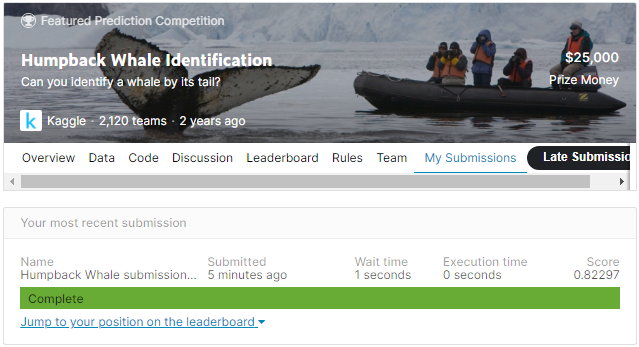 Featured Prediction Competition
Humpback Whale Identification
$25,000
Can you identify a whale by its tail?
Prize Money
k Kaggle · 2,120 teams · 2 years ago
Overview Data Code Discussion Leaderboard Rules Team My Submissions Late Submissio
Your most recent submission
Name Submitted Wait time Execution time Score
Humpback Whale submission... 5 minutes ago 1 seconds 0 seconds 0.82297
Complete
Jump to your position on the leaderboard